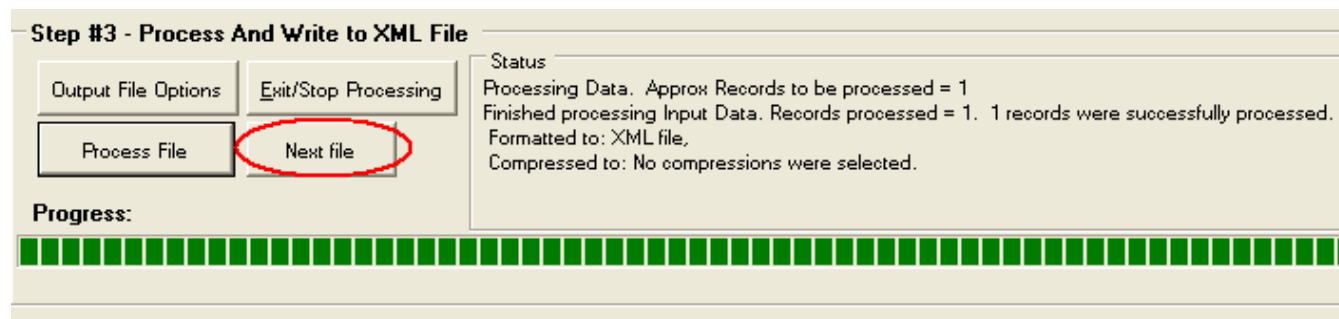 Step #3 - Process And Write to XML File
Output File Options
Exit/Stop Processing
Process File
Next file
Status
Processing Data.  Approx Records to be processed = 1
Finished processing Input Data. Records processed = 1.  1 records were successfully processed.
Formatted to: XML file,
Compressed to: No compressions were selected.
Progress: